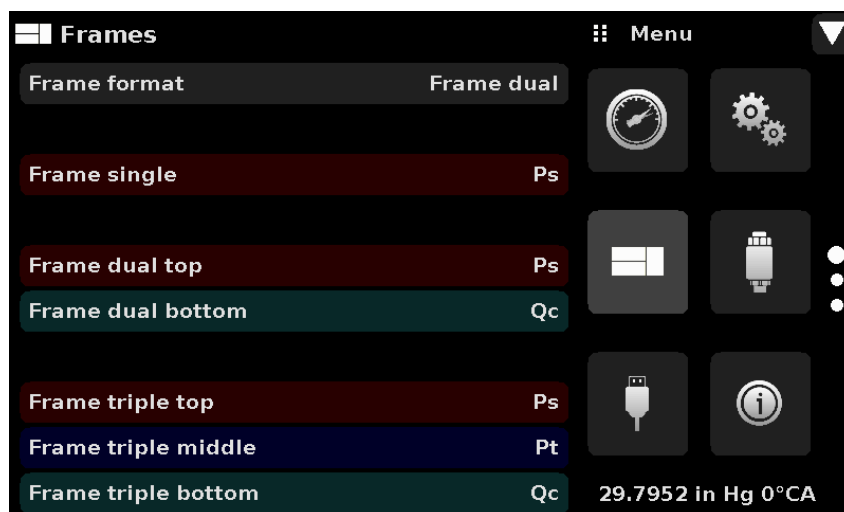 Frames
Frame format Frame dual
Frame single Ps
Frame dual top Ps
Frame dual bottom Qc
Frame triple top Ps
Frame triple middle Pt
Frame triple bottom Qc
Menu
29.7952 in Hg 0°CA